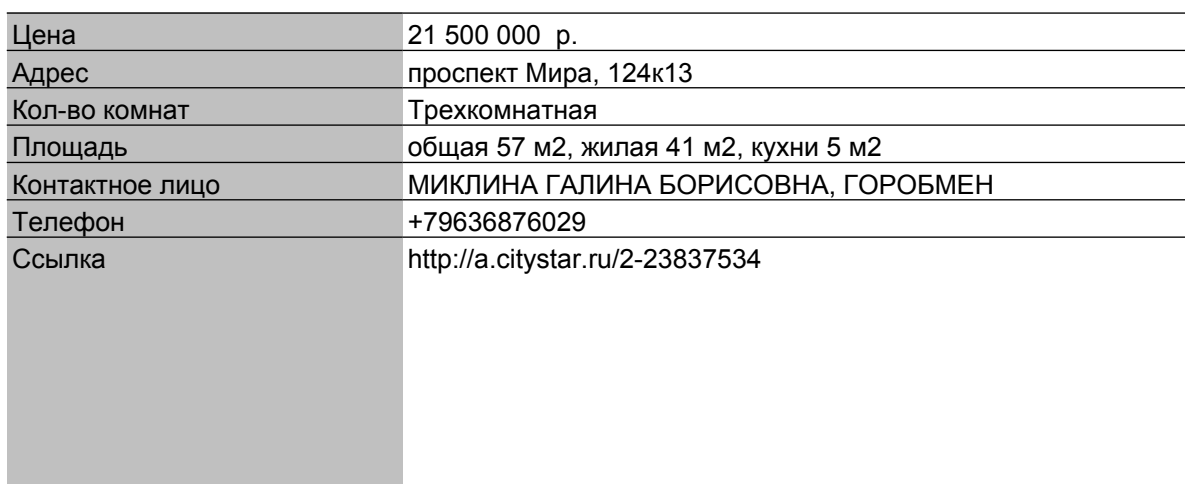 Цена 21 500 000 р.
Адрес проспект Мира, 124к13
Кол-во комнат Трехкомнатная
Площадь общая 57 м2, жилая 41 м2, кухни 5 м2
Контактное лицо МИКЛИНА ГАЛИНА БОРИСОВНА, ГОРОБМЕН
Телефон +79636876029
Ссылка http://a.citystar.ru/2-23837534